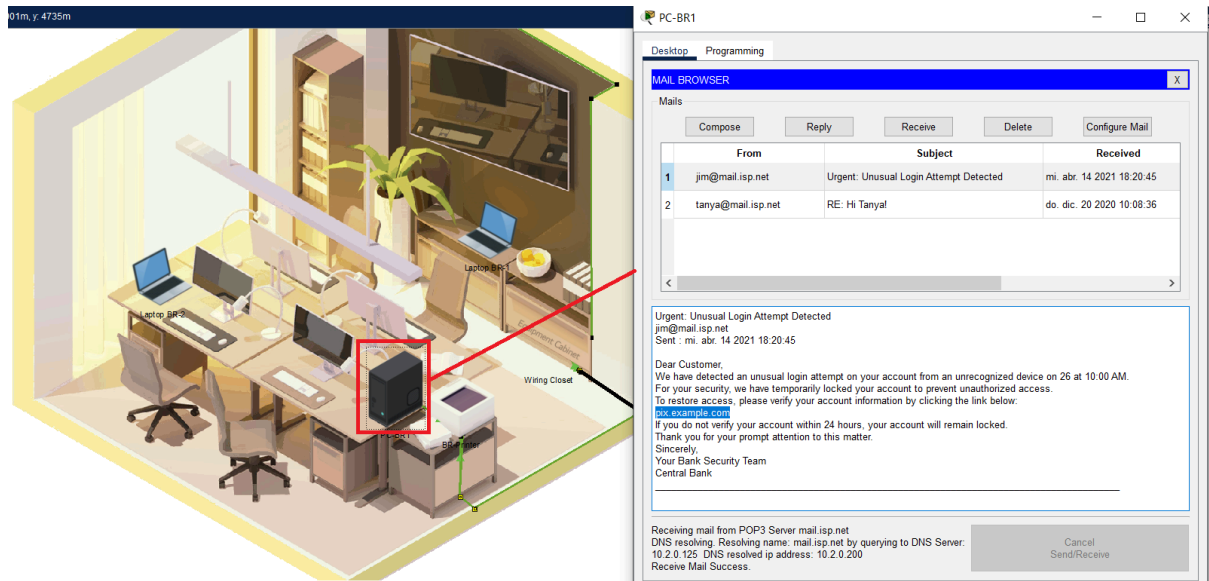 01m, y: 4735m
Laptop BR-1
Laptop BR-2
Equipment Cabinet
Wiring Closet
PC-BR1
BR-Printer
PC-BR1
Desktop Programming
MAIL BROWSER X
Mails
Compose Reply Receive Delete Configure Mail
From Subject Received
1 jim@mail.isp.net Urgent: Unusual Login Attempt Detected mi. abr. 14 2021 18:20:45
2 tanya@mail.isp.net RE: Hi Tanya! do. dic. 20 2020 10:08:36
Urgent: Unusual Login Attempt Detected
jim@mail.isp.net
Sent : mi. abr. 14 2021 18:20:45
Dear Customer,
We have detected an unusual login attempt on your account from an unrecognized device on 26 at 10:00 AM.
For your security, we have temporarily locked your account to prevent unauthorized access.
To restore access, please verify your account information by clicking the link below:
pix.example.com
If you do not verify your account within 24 hours, your account will remain locked.
Thank you for your prompt attention to this matter.
Sincerely,
Your Bank Security Team
Central Bank
Receiving mail from POP3 Server mail.isp.net
DNS resolving. Resolving name: mail.isp.net by querying to DNS Server:
10.2.0.125 DNS resolved ip address: 10.2.0.200
Receive Mail Success.
Cancel
Send/Receive